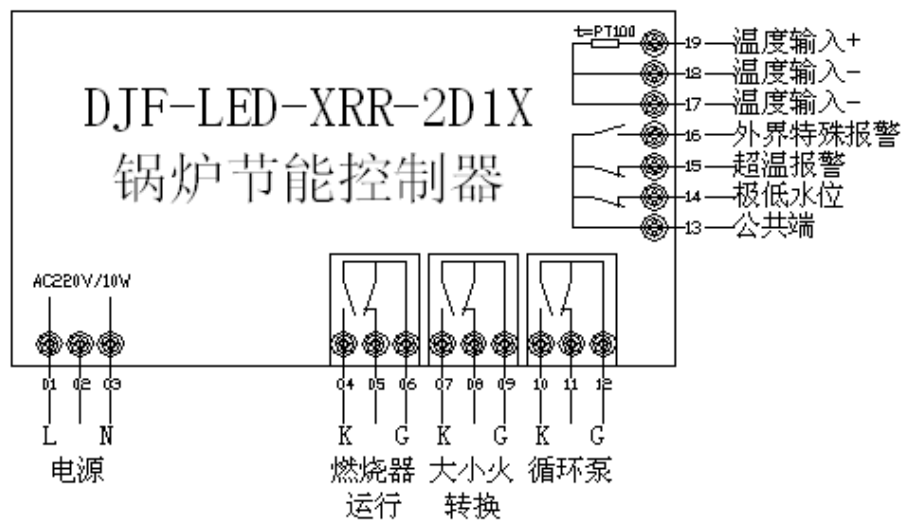 t=PT100
19 温度输入+
18 温度输入-
17 温度输入-
DJF-LED-XRR-2D1X
16 外界特殊报警
锅炉节能控制器
15 超温报警
14 极低水位
13 公共端
AC220V/10W
01 02 03 04 05 06 07 08 09 10 11 12
L N K G K G K G
电源 燃烧器 大小火 循环泵
运行 转换